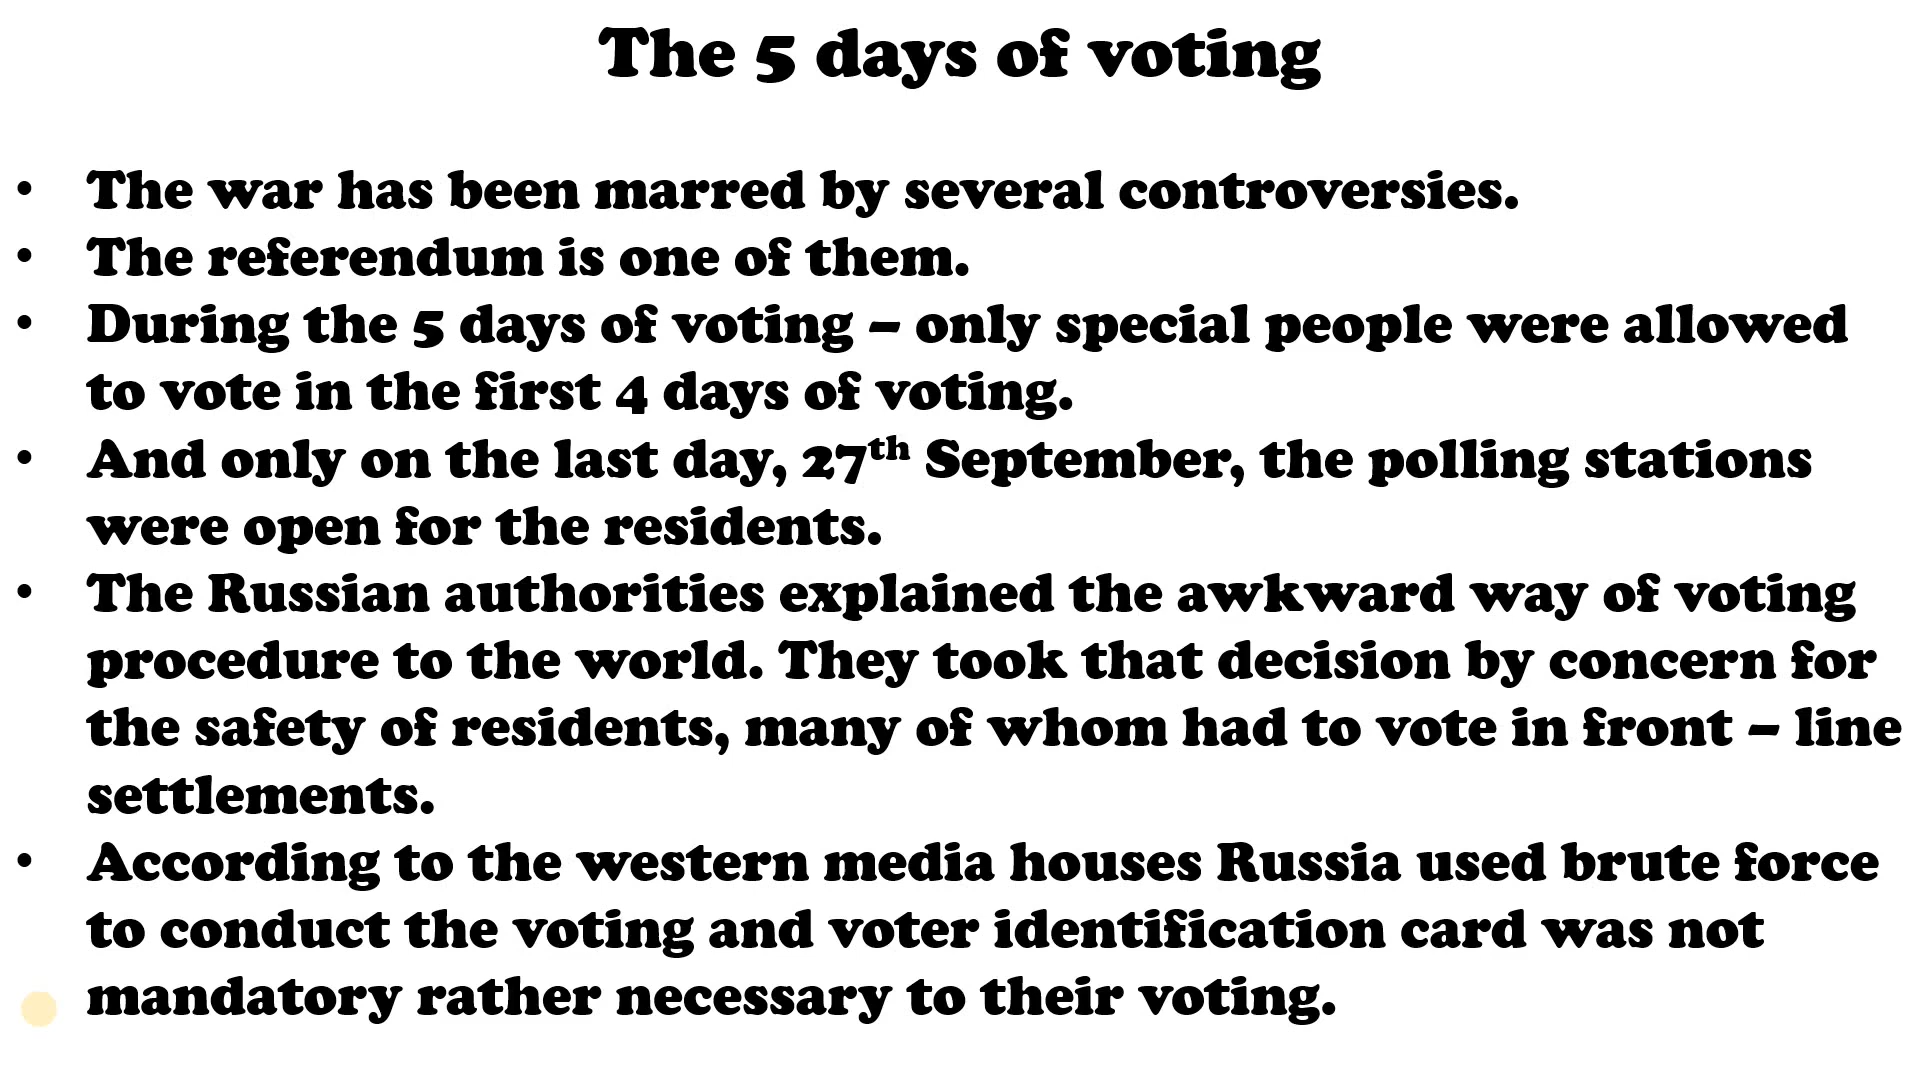 The 5 days of voting
• The war has been marred by several controversies.
• The referendum is one of them.
• During the 5 days of voting – only special people were allowed
to vote in the first 4 days of voting.
• And only on the last day, 27th September, the polling stations
were open for the residents.
• The Russian authorities explained the awkward way of voting
procedure to the world. They took that decision by concern for
the safety of residents, many of whom had to vote in front – line
settlements.
• According to the western media houses Russia used brute force
to conduct the voting and voter identification card was not
mandatory rather necessary to their voting.